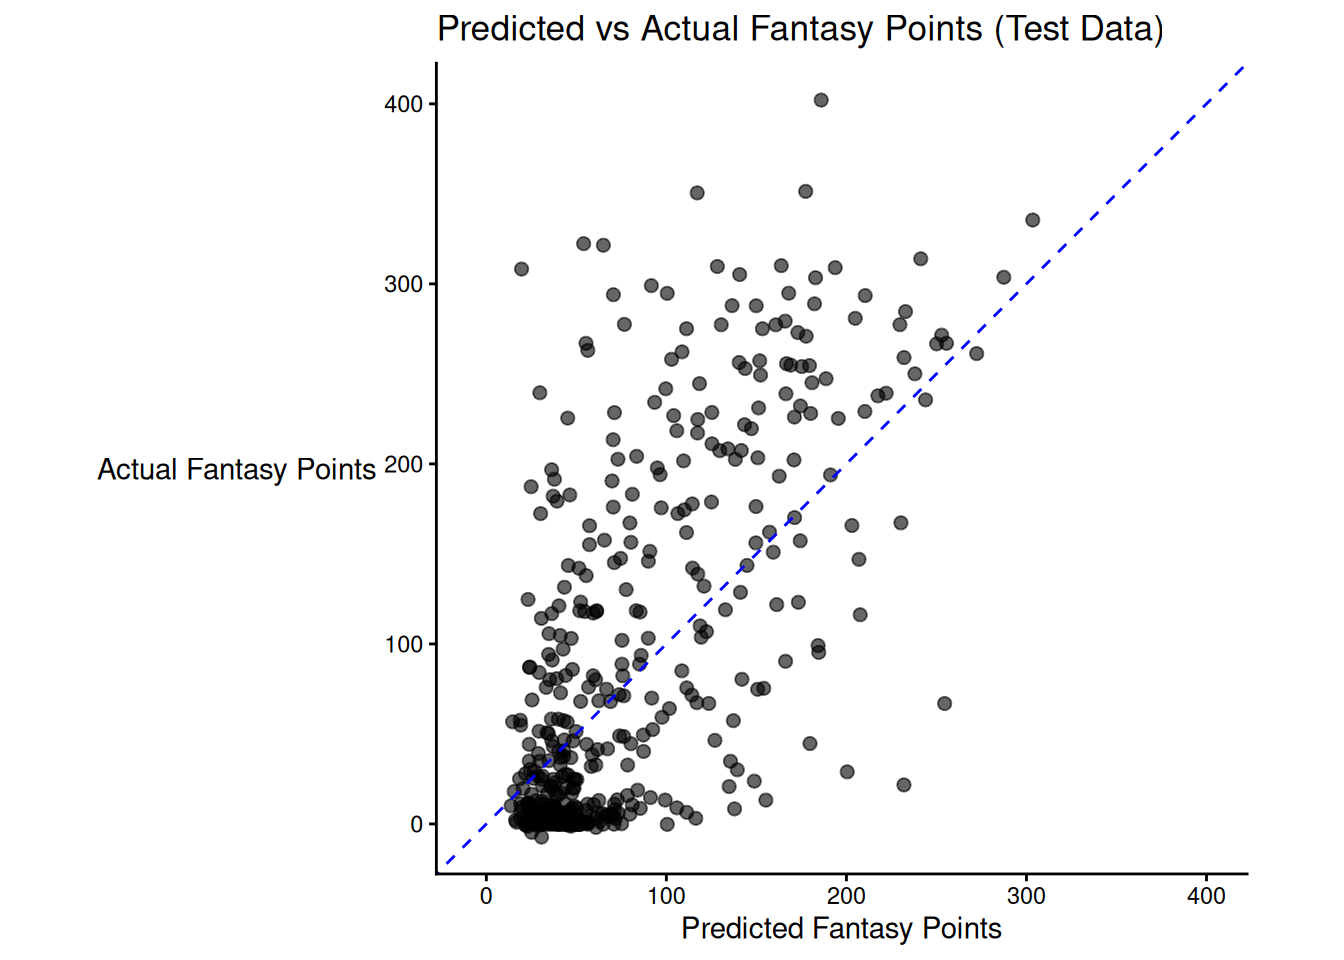 Predicted vs Actual Fantasy Points (Test Data)
400
300
Actual Fantasy Points 200
100
0
0 100 200 300 400
Predicted Fantasy Points